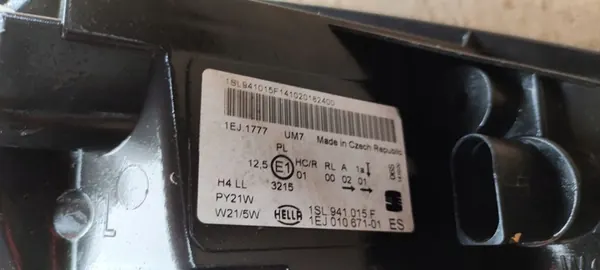 1SL941015F141020162400
1EJ.1777 UM7 Made in Czech Republic
PL
12,5 E1 HC/R RL A 1a
01 00 02 01
H4 LL 3215
PY21W
W21/5W HELLA 1SL 941 015 F
1EJ 010 671-01 ES
L